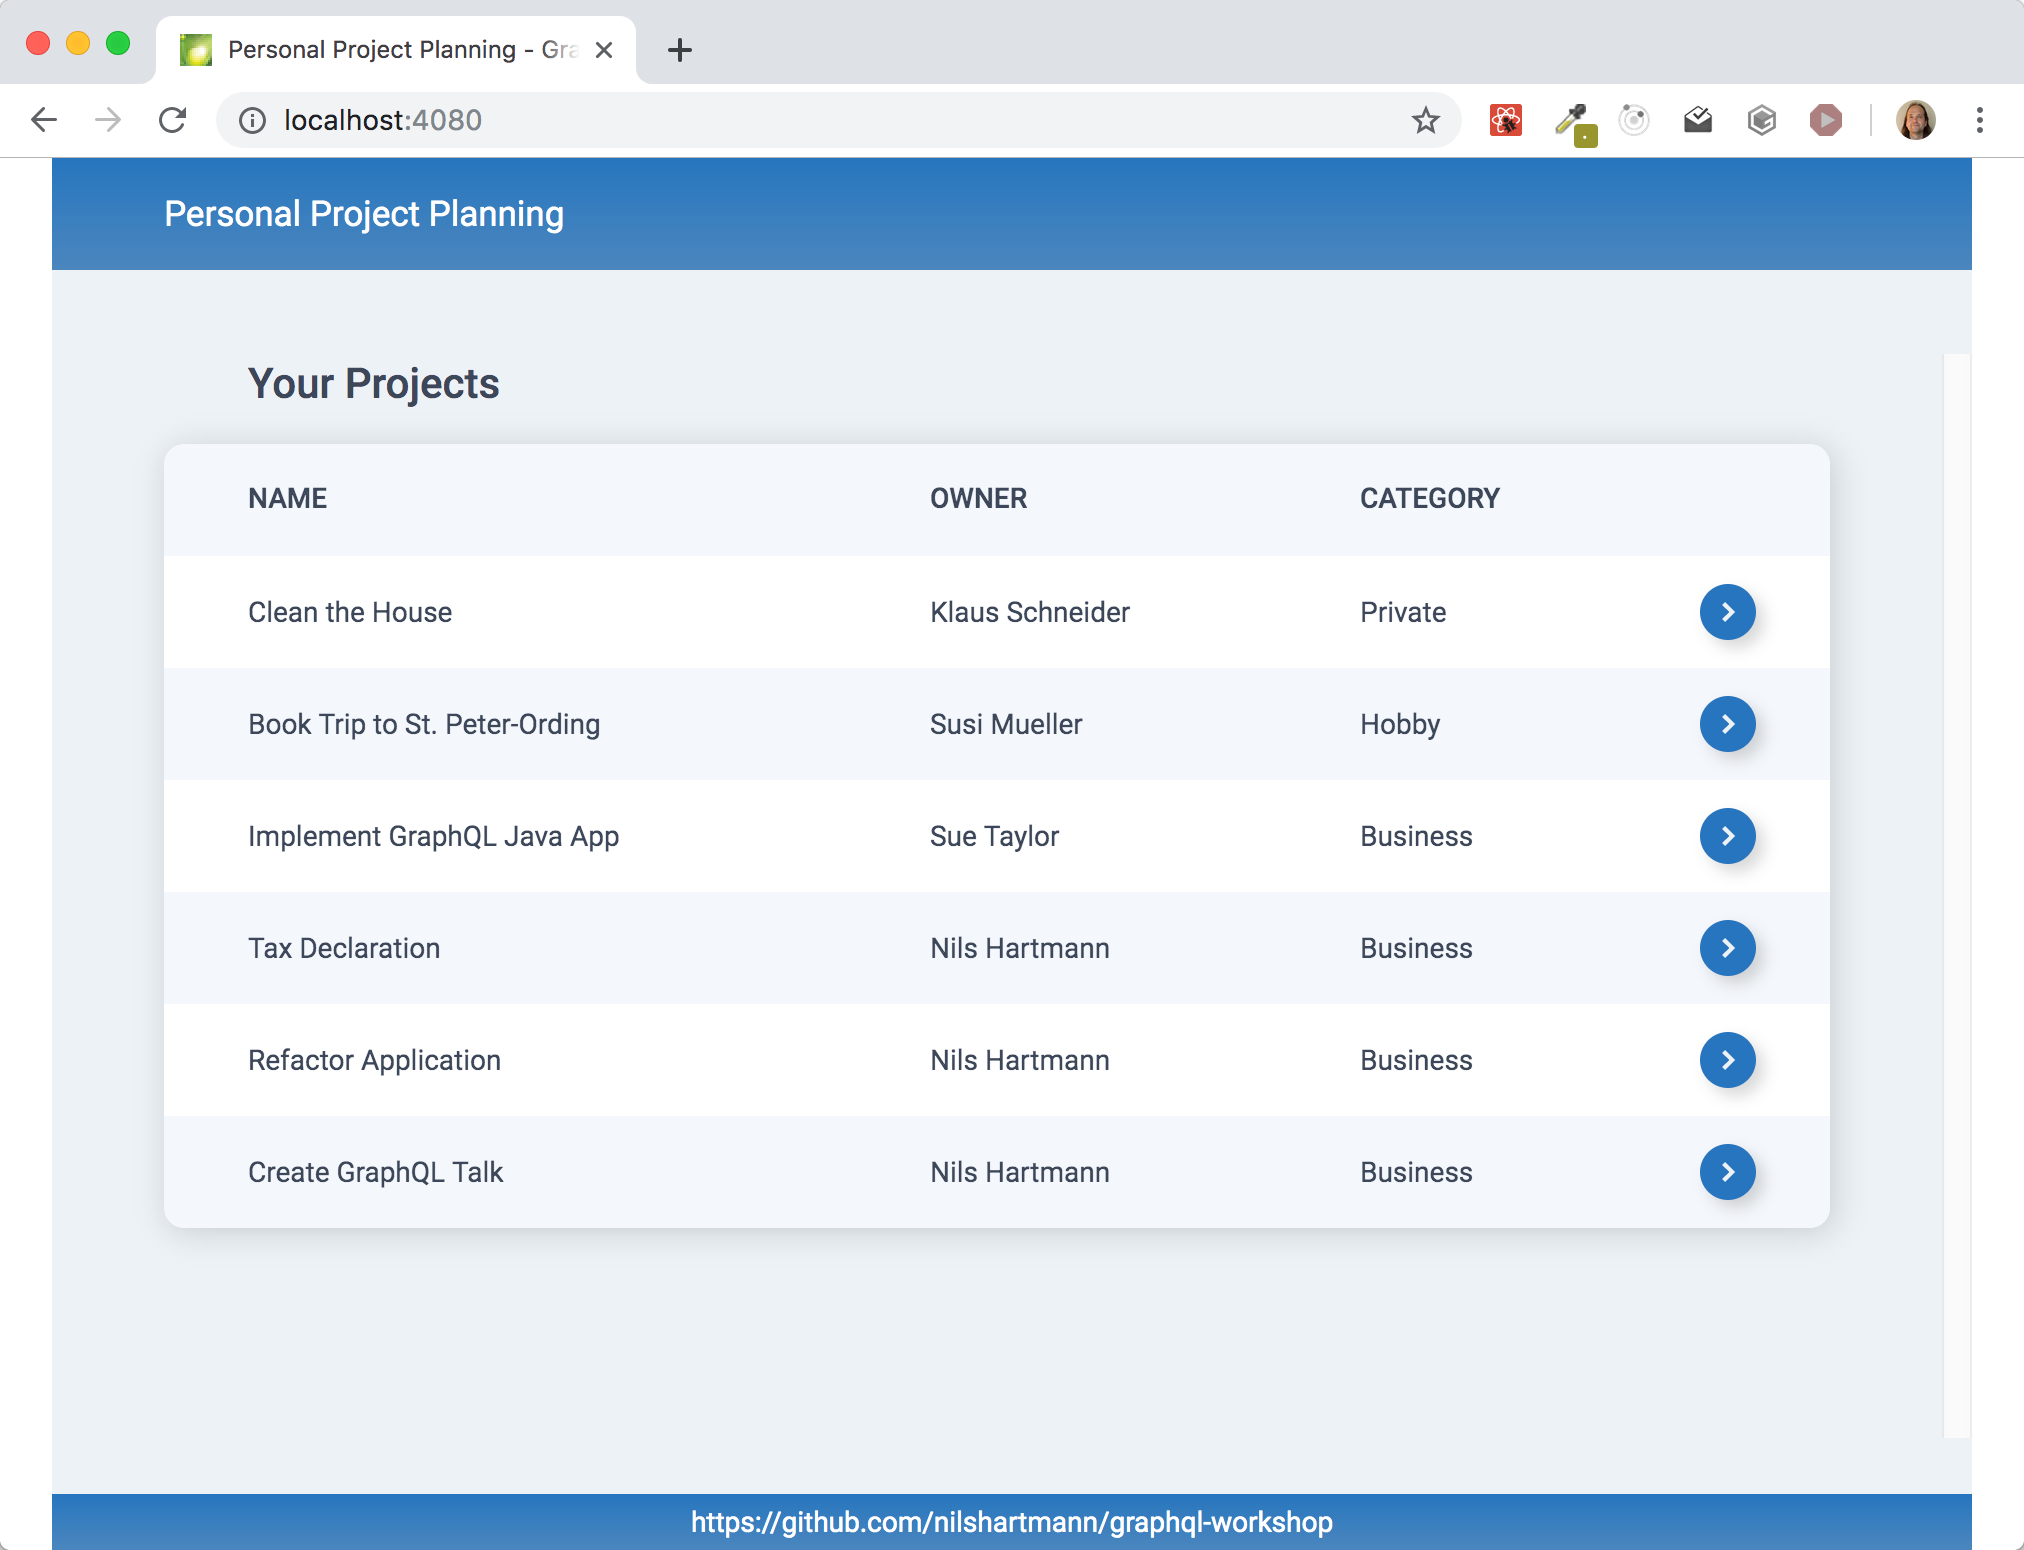 Personal Project Planning - Gra
localhost:4080
Personal Project Planning
Your Projects
NAME OWNER CATEGORY
Clean the House Klaus Schneider Private
Book Trip to St. Peter-Ording Susi Mueller Hobby
Implement GraphQL Java App Sue Taylor Business
Tax Declaration Nils Hartmann Business
Refactor Application Nils Hartmann Business
Create GraphQL Talk Nils Hartmann Business
https://github.com/nilshartmann/graphql-workshop